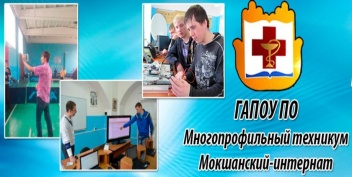 ГАПОУ ПО
Многопрофильный техникум
Мокшанский-интернат